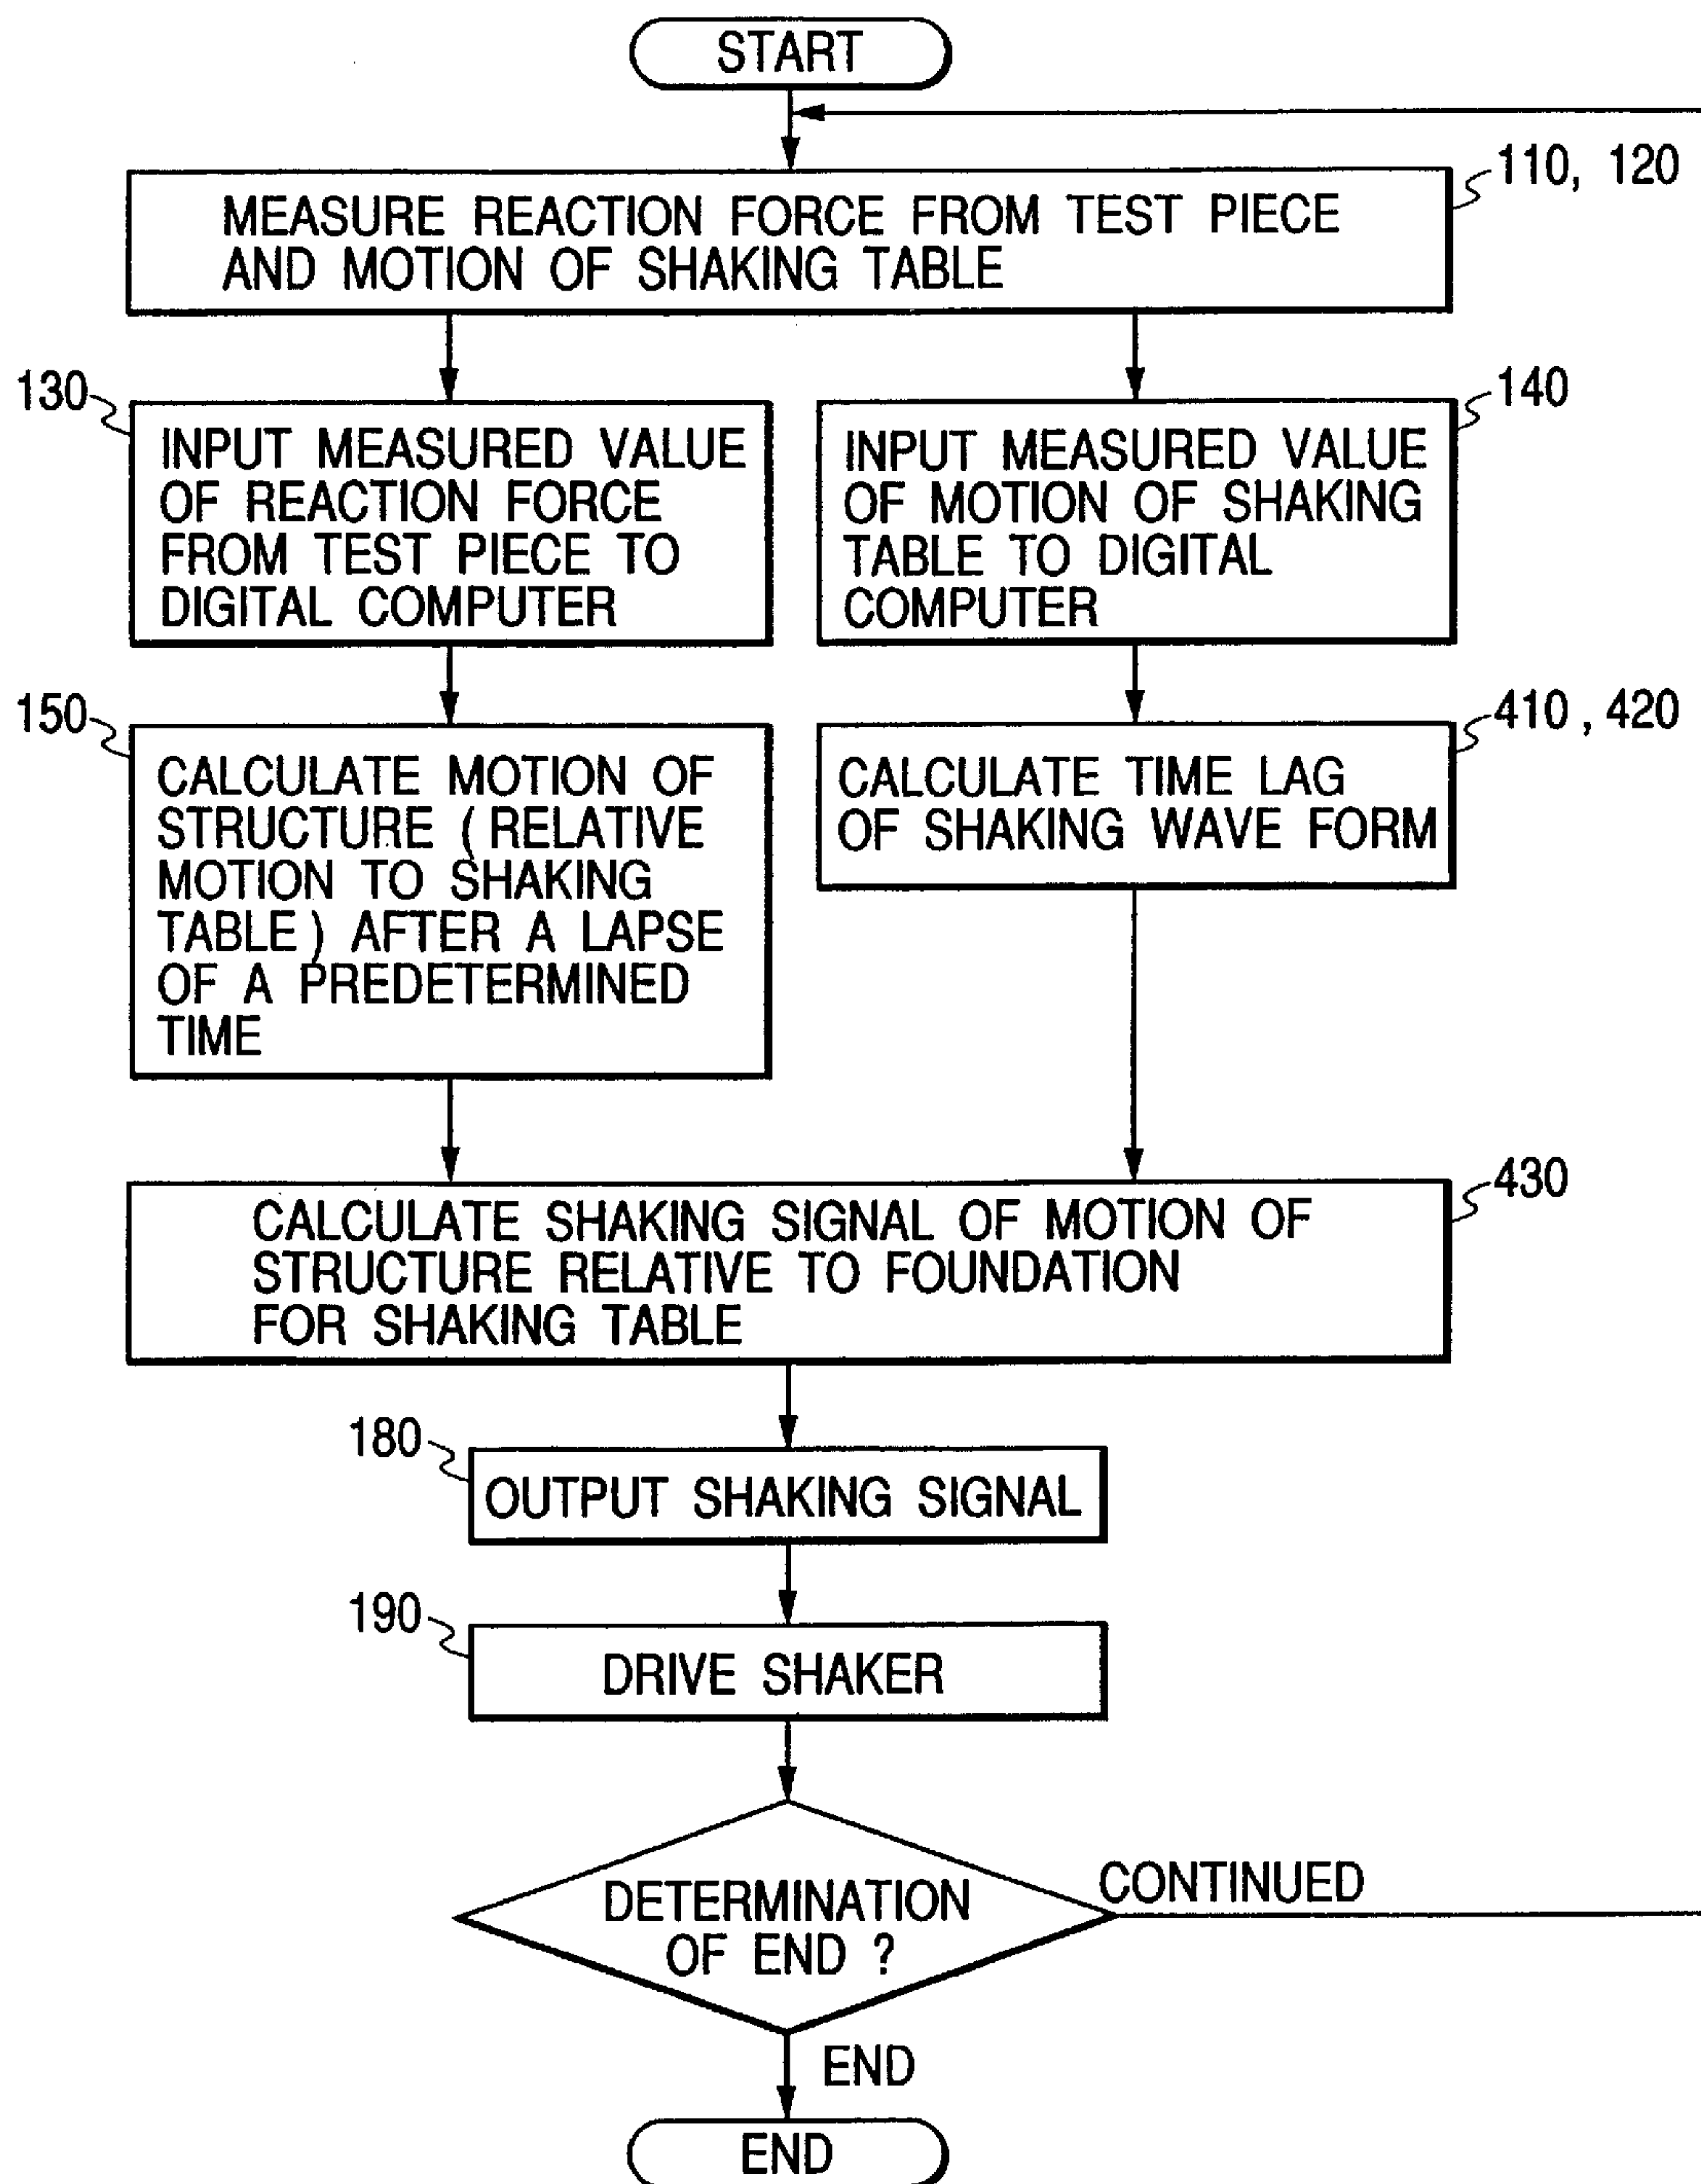 START
110, 120
MEASURE REACTION FORCE FROM TEST PIECE
AND MOTION OF SHAKING TABLE
130
INPUT MEASURED VALUE
OF REACTION FORCE
FROM TEST PIECE TO
DIGITAL COMPUTER
140
INPUT MEASURED VALUE
OF MOTION OF SHAKING
TABLE TO DIGITAL
COMPUTER
150
CALCULATE MOTION OF
STRUCTURE (RELATIVE
MOTION TO SHAKING
TABLE) AFTER A LAPSE
OF A PREDETERMINED
TIME
410, 420
CALCULATE TIME LAG
OF SHAKING WAVE FORM
430
CALCULATE SHAKING SIGNAL OF MOTION OF
STRUCTURE RELATIVE TO FOUNDATION
FOR SHAKING TABLE
180
OUTPUT SHAKING SIGNAL
190
DRIVE SHAKER
DETERMINATION
OF END ?
CONTINUED
END
END